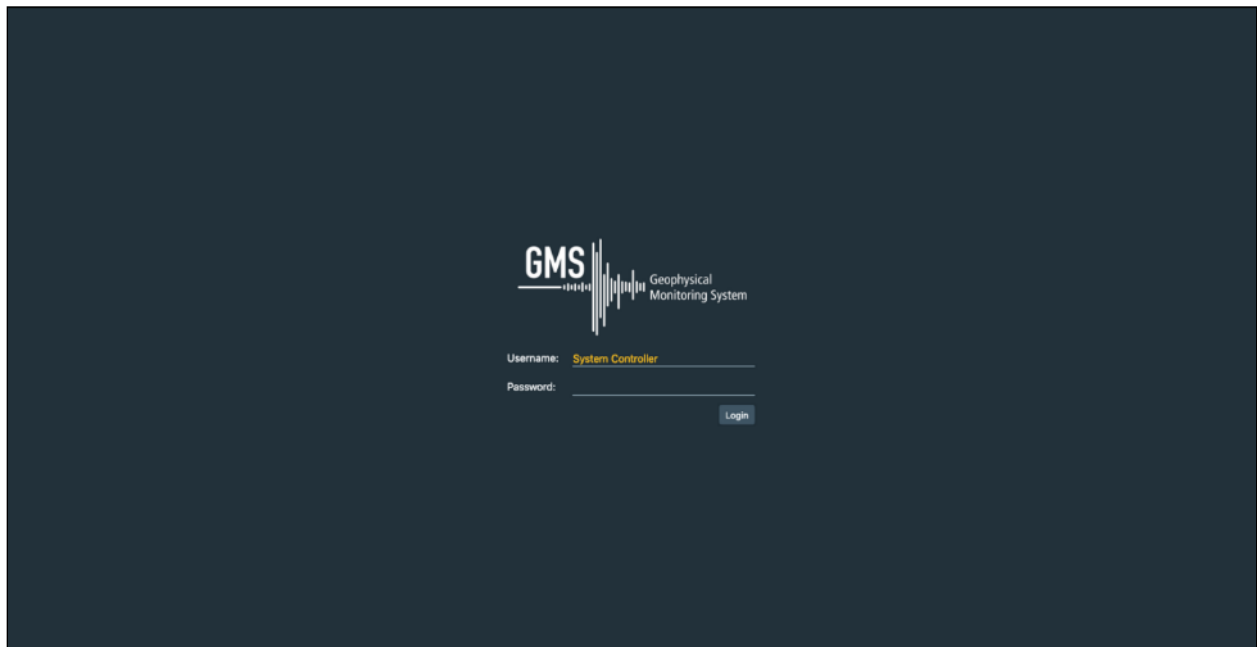 GMS
Geophysical
Monitoring System
Username: System Controller
Password:
Login